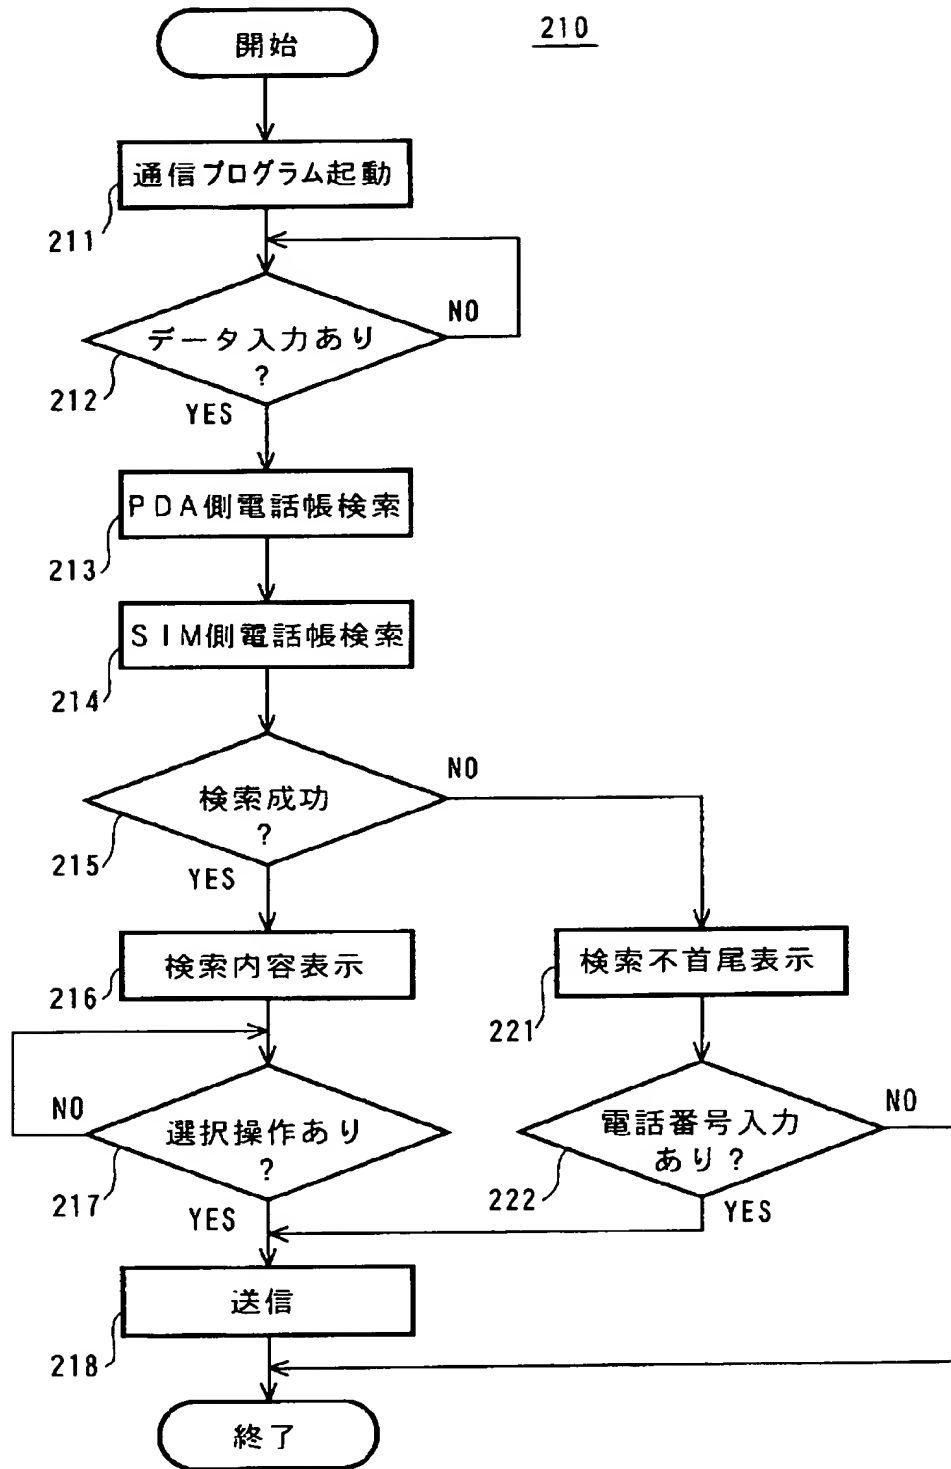 210
開始
通信プログラム起動
211
データ入力あり
?
NO
212
YES
PDA側電話帳検索
213
SIM側電話帳検索
214
検索成功
?
NO
215
YES
検索内容表示
216
検索不首尾表示
221
選択操作あり
?
NO
217
YES
電話番号入力
あり?
NO
222
YES
送信
218
終了